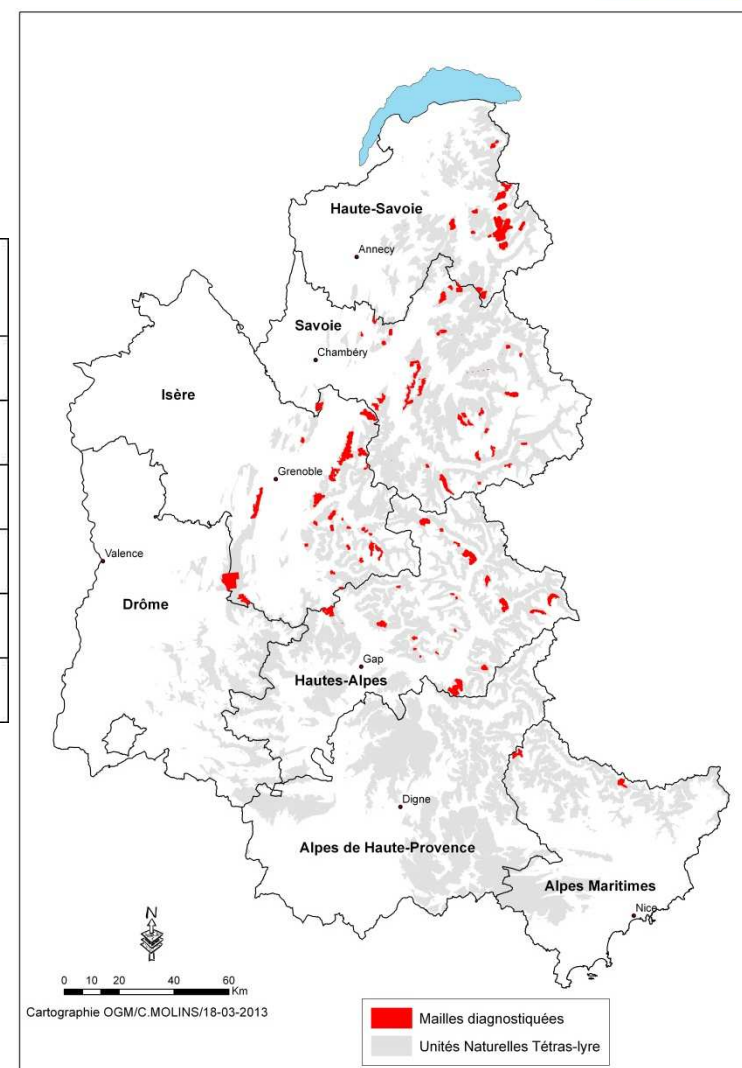 Haute-Savoie
Annecy
Savoie
Chambéry
Isère
Grenoble
Valence
Drôme
Gap
Hautes-Alpes
Digne
Alpes de Haute-Provence
Alpes Maritimes
Nice
N
0 10 20 40 60
Km
Cartographie OGM/C.MOLINS/18-03-2013
Mailles diagnostiquées
Unités Naturelles Tétras-lyre